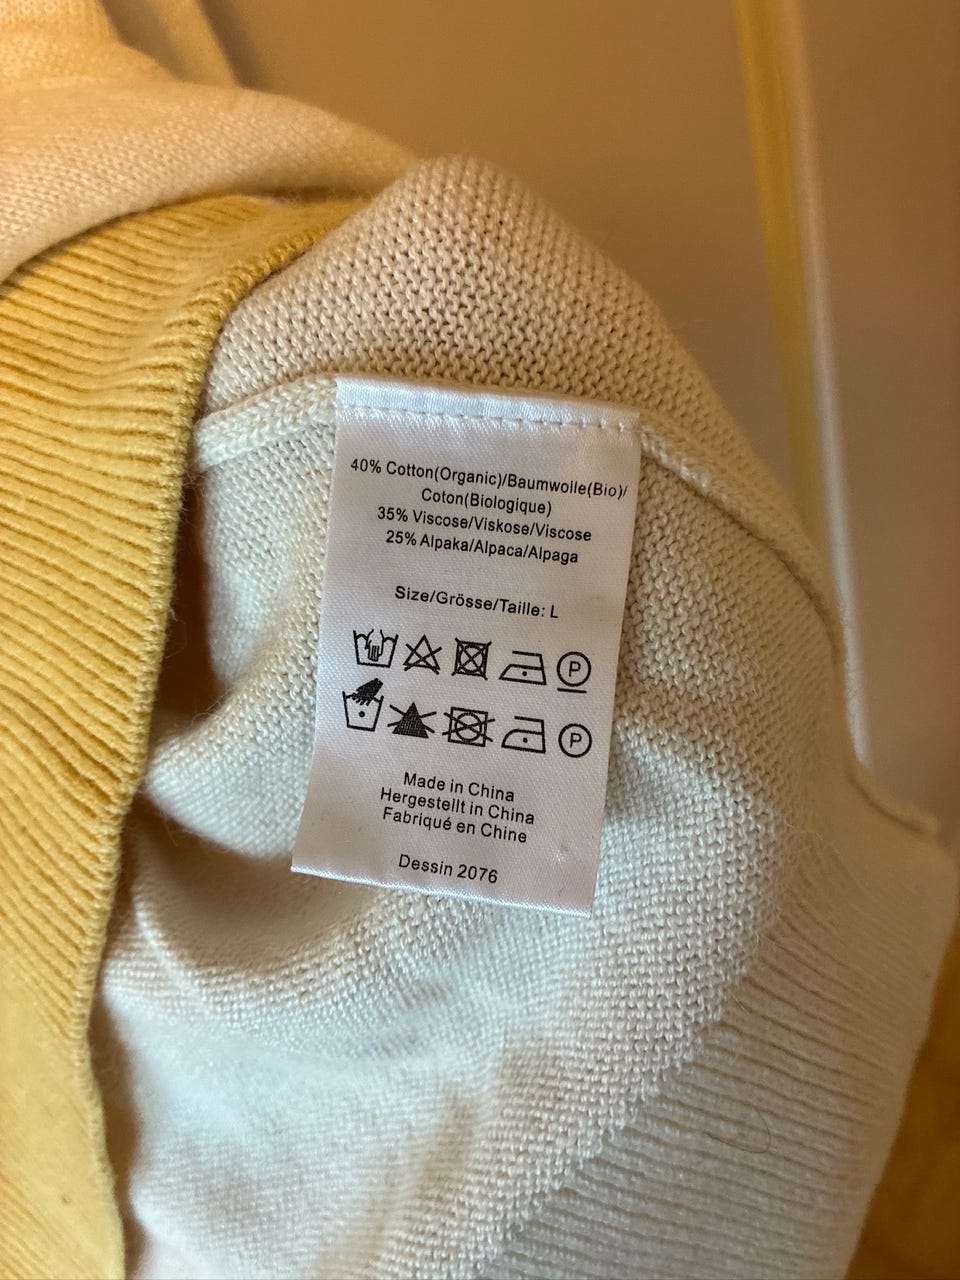 40% Cotton(Organic)/Baumwolle(Bio)/
Coton(Biologique)
35% Viscose/Viskose/Viscose
25% Alpaka/Alpaca/Alpaga
Size/Grösse/Taille: L
P
P
Made in China
Hergestellt in China
Fabriqué en Chine
Dessin 2076